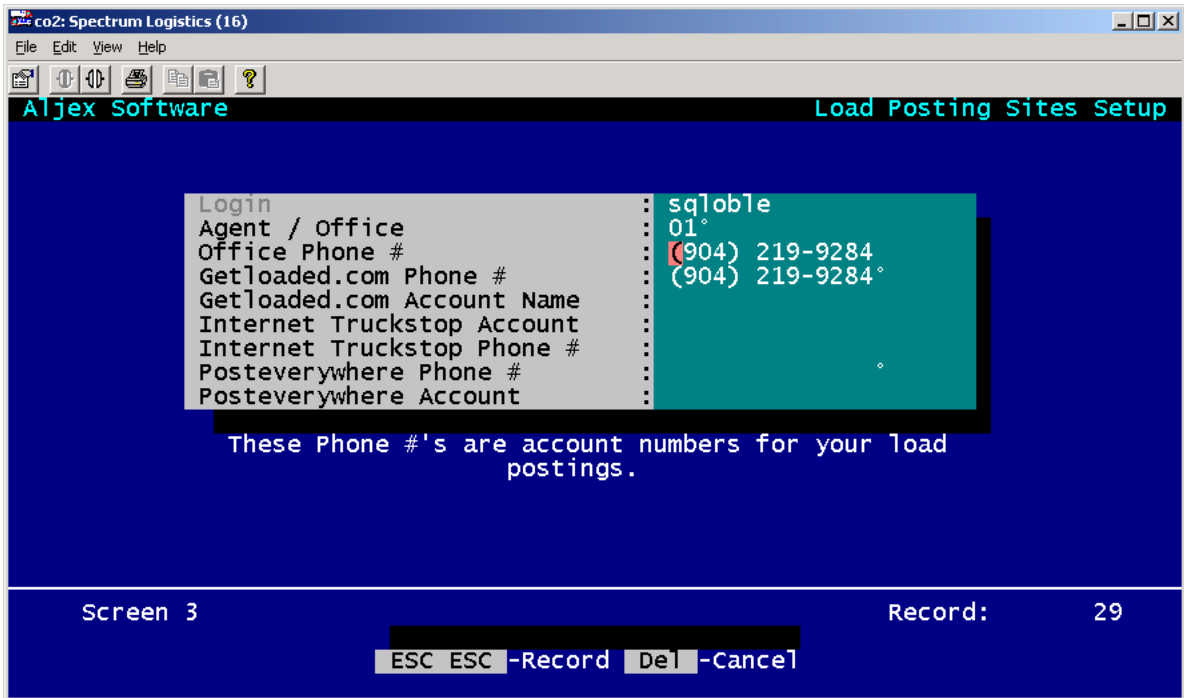 co2: Spectrum Logistics (16)
File Edit View Help
Aljex Software Load Posting Sites Setup
Login : sqloble
Agent / Office : 01°
Office Phone # : (904) 219-9284
Getloaded.com Phone # : (904) 219-9284°
Getloaded.com Account Name :
Internet Truckstop Account :
Internet Truckstop Phone # :
Posteverywhere Phone # : °
Posteverywhere Account :
These Phone #'s are account numbers for your load
postings.
Screen 3 Record: 29
ESC ESC -Record Del -Cancel